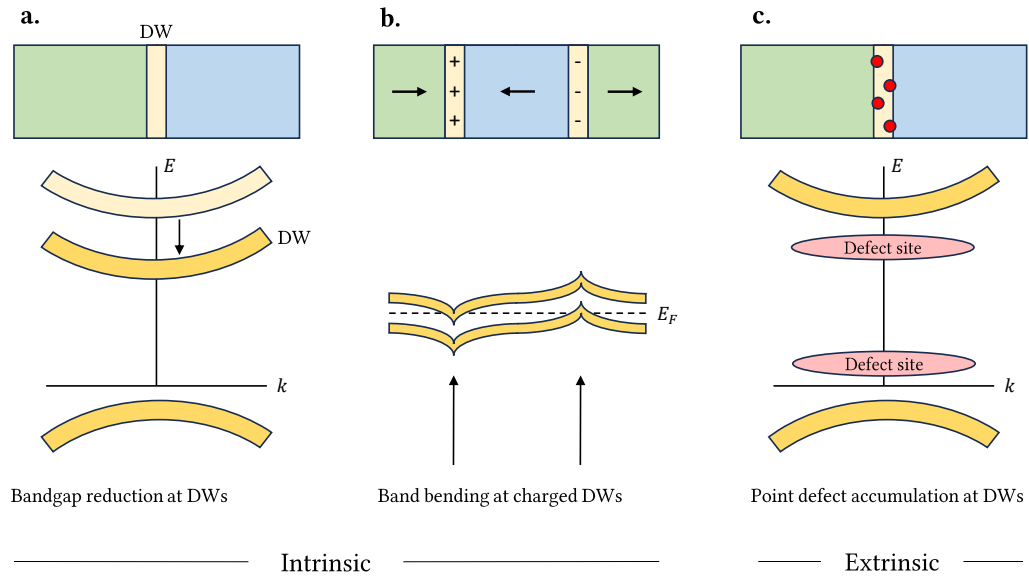 a.
b.
c.
DW
+ -
+ -
+ -
E
DW
k
E_F
E
Defect site
Defect site
k
Bandgap reduction at DWs
Band bending at charged DWs
Point defect accumulation at DWs
Intrinsic
Extrinsic